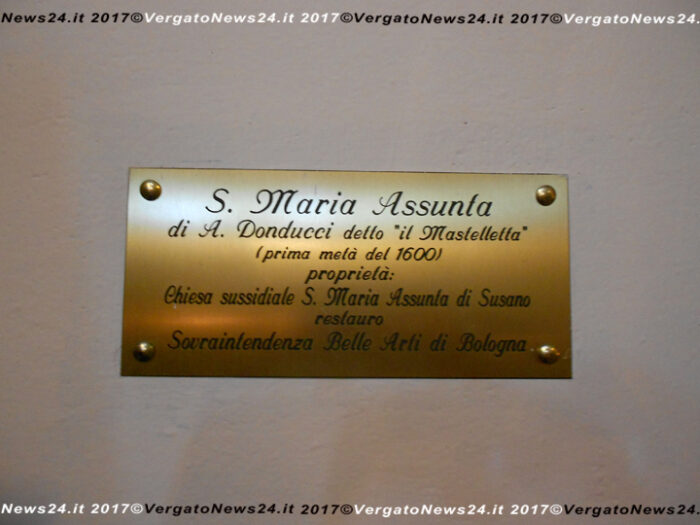 News24.it 2017©VergatoNews24.it 2017©VergatoNews24.it 2017©VergatoNews24.it 2017©
S. Maria Assunta
di A. Donducci detto "il Mastelletta"
(prima metà del 1600)
proprietà:
Chiesa sussidiale S. Maria Assunta di Susano
restauro
Sovraintendenza Belle Arti di Bologna
News24.it 2017©VergatoNews24.it 2017©VergatoNews24.it 2017©VergatoNews24.it 2017©